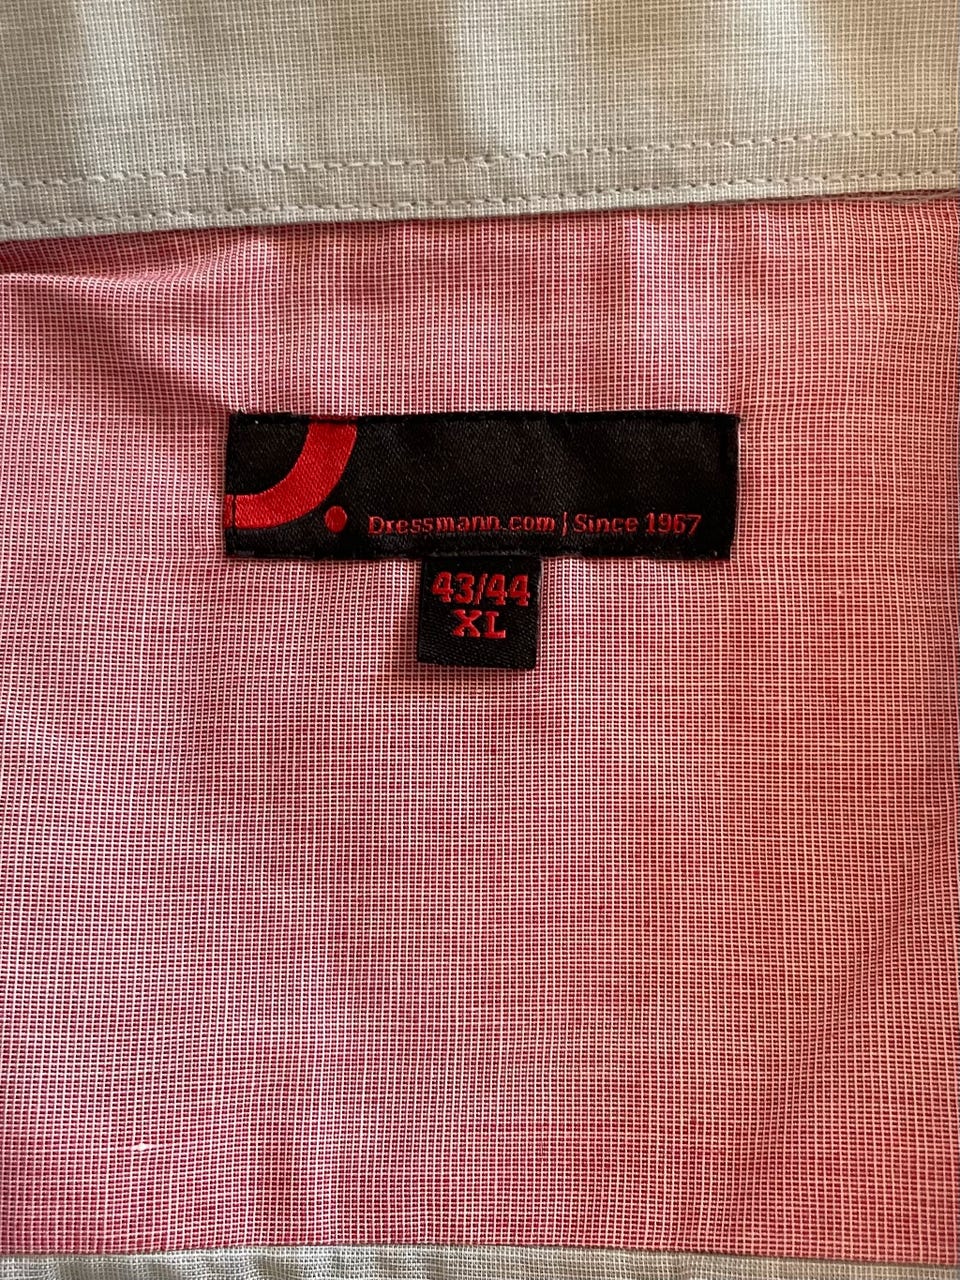 Dressmann.com | Since 1967
43/44
XL